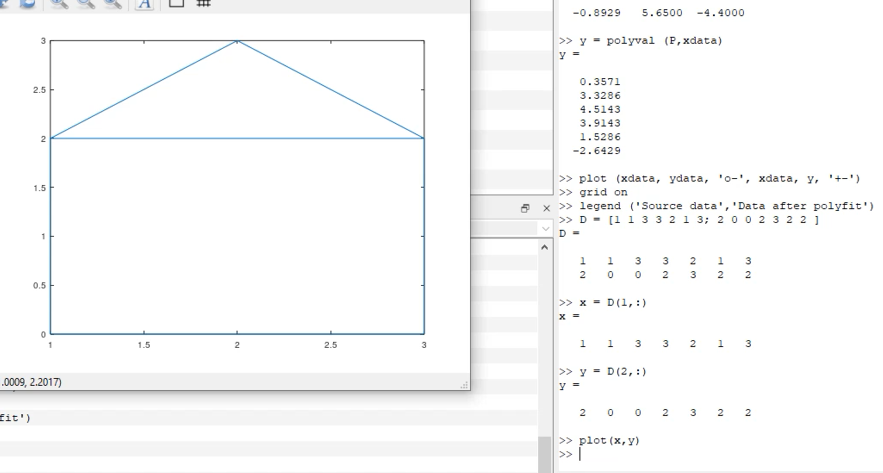 A
3
2.5
2
1.5
1
0.5
0
1
1.5
2
2.5
3
.0009, 2.2017)
fit')
-0.8929 5.6500 -4.4000
>> y = polyval (P,xdata)
y =
0.3571
3.3286
4.5143
3.9143
1.5286
-2.6429
>> plot (xdata, ydata, 'o-', xdata, y, '+-')
>> grid on
>> legend ('Source data','Data after polyfit')
>> D = [1 1 3 3 2 1 3; 2 0 0 2 3 2 2 ]
D =
1 1 3 3 2 1 3
2 0 0 2 3 2 2
>> x = D(1,:)
x =
1 1 3 3 2 1 3
>> y = D(2,:)
y =
2 0 0 2 3 2 2
>> plot(x,y)
>>